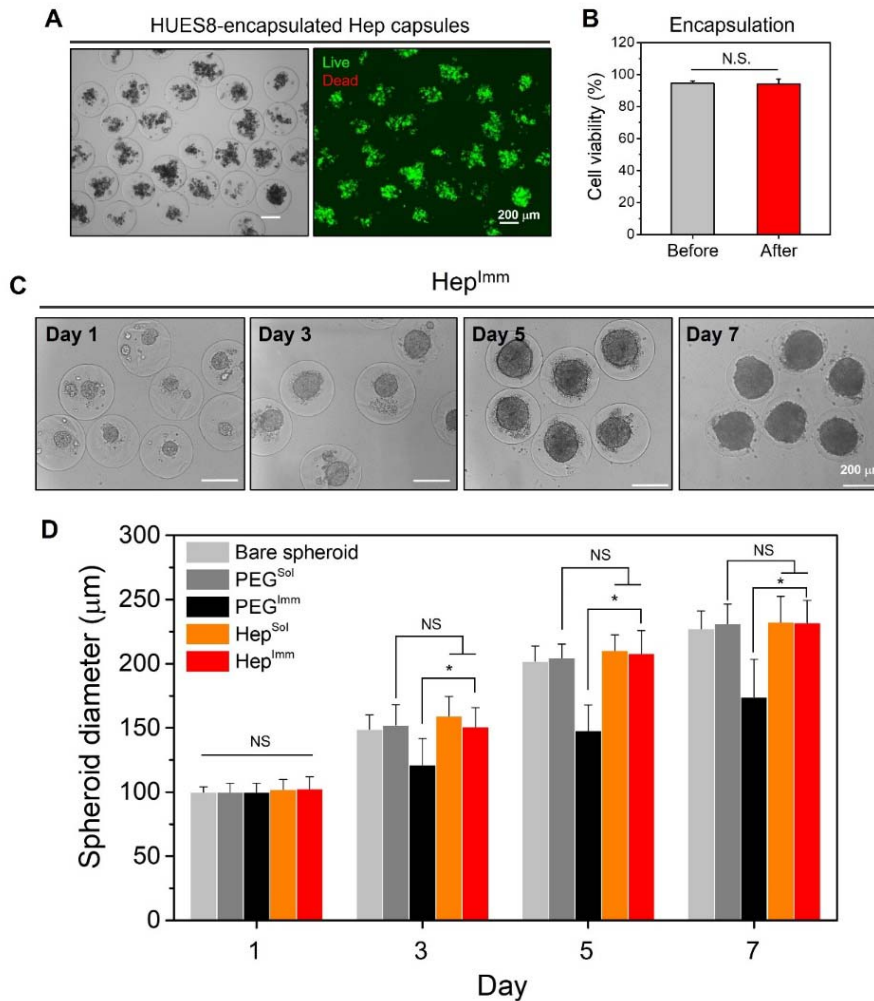 A
HUES8-encapsulated Hep capsules
Live
Dead
200 μm
B
Encapsulation
N.S.
Cell viability (%)
120
100
80
60
40
20
0
Before
After
C
Hep^Imm
Day 1
Day 3
Day 5
Day 7
200 μm
D
Spheroid diameter (μm)
300
250
200
150
100
50
0
Bare spheroid
PEG^Sol
PEG^Imm
Hep^Sol
Hep^Imm
NS
NS
*
NS
*
NS
*
1
3
5
7
Day